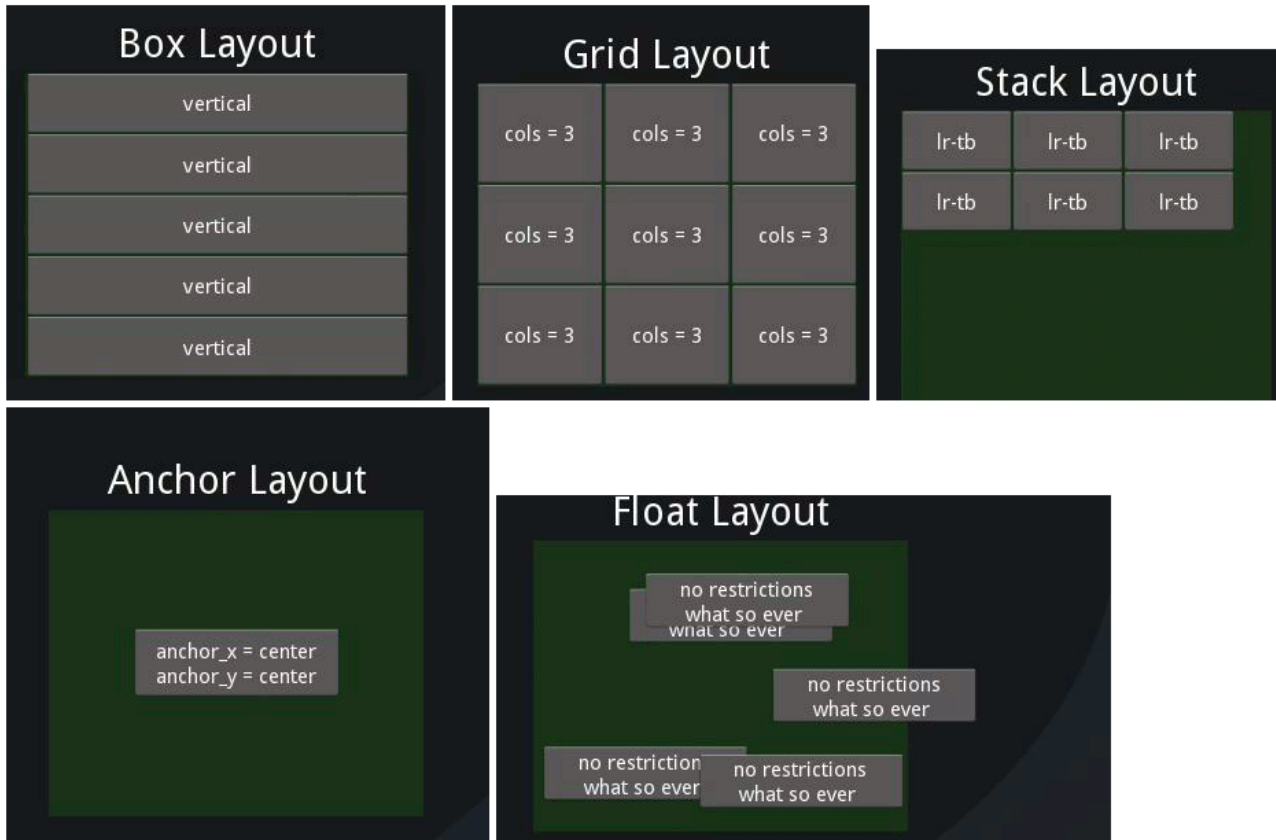 Box Layout
vertical
vertical
vertical
vertical
vertical
Grid Layout
cols = 3 cols = 3 cols = 3
cols = 3 cols = 3 cols = 3
cols = 3 cols = 3 cols = 3
Stack Layout
lr-tb lr-tb lr-tb
lr-tb lr-tb lr-tb
Anchor Layout
anchor_x = center
anchor_y = center
Float Layout
no restrictions
what so ever
what so ever
no restrictions
what so ever
no restriction
what so ever
no restrictions
what so ever